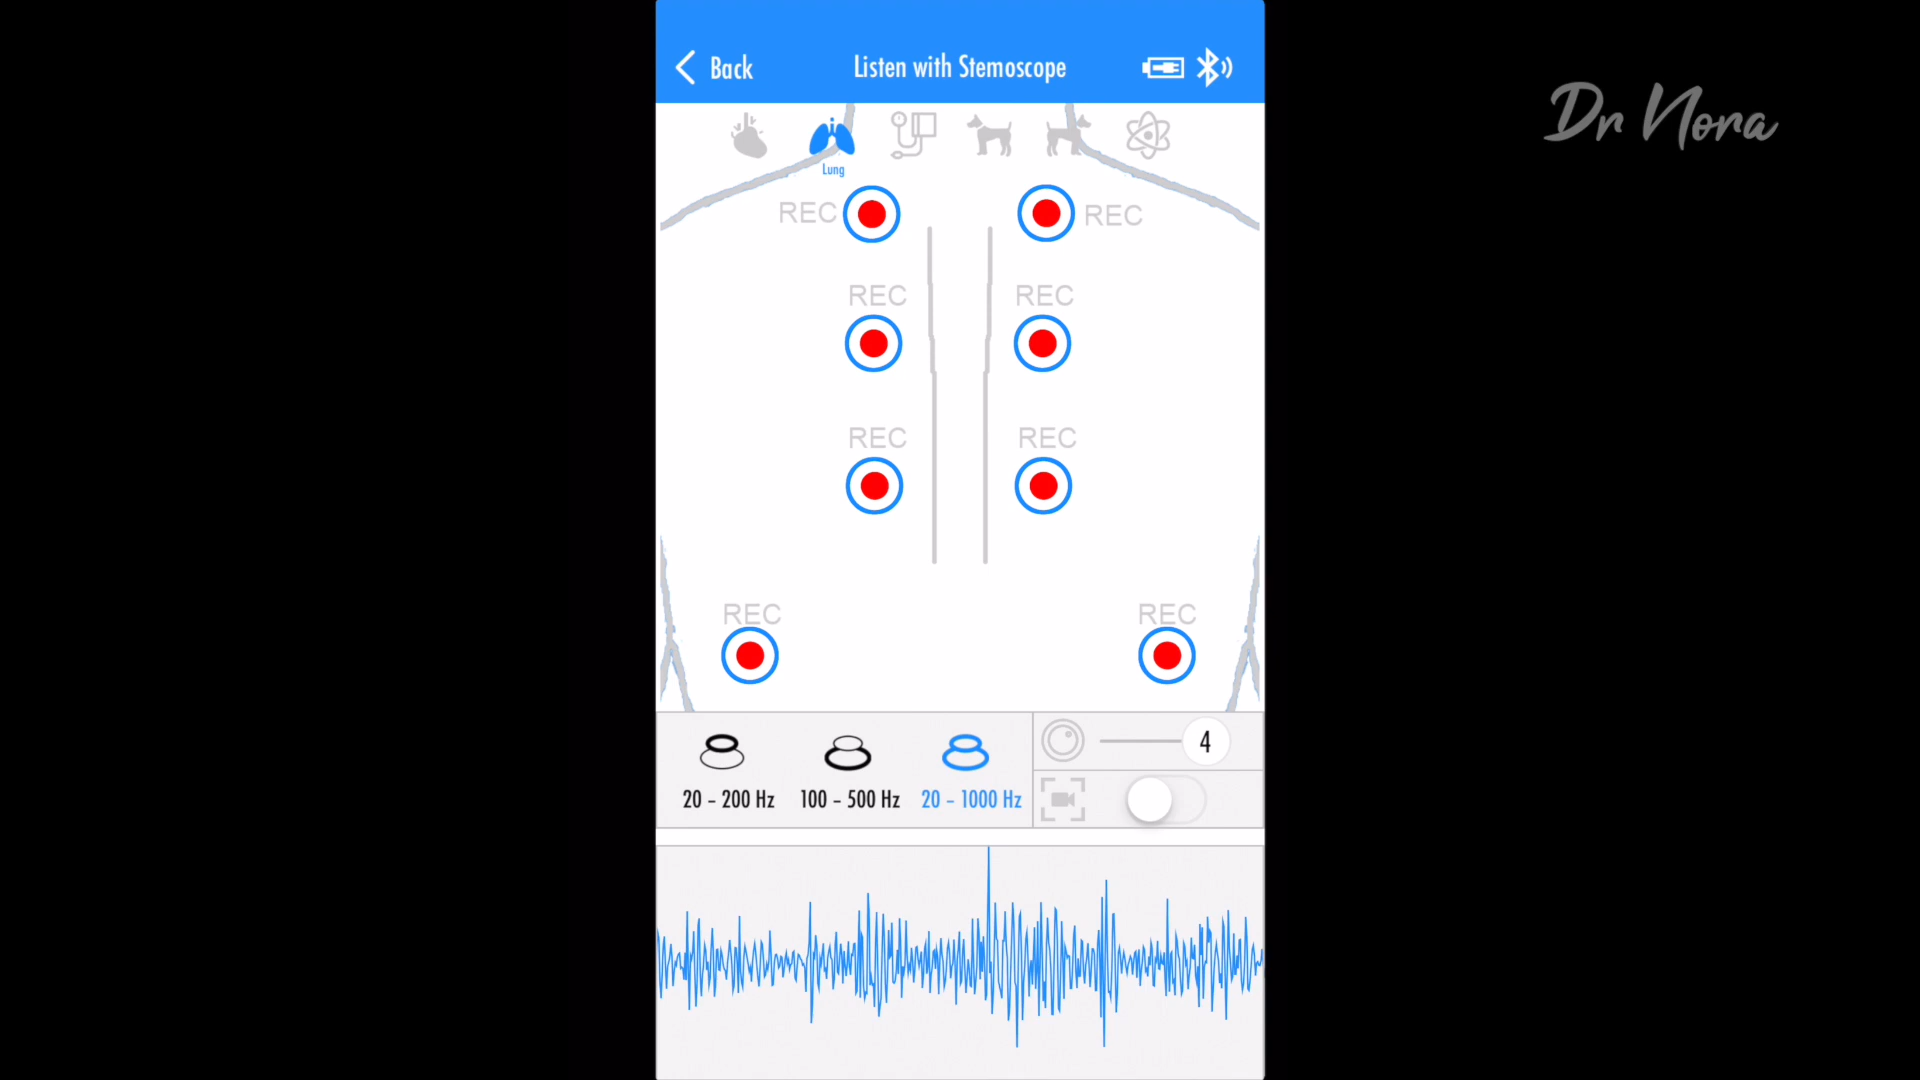 Back
Listen with Stemoscope
Dr Nora
Lung
REC
REC
REC
REC
REC
REC
REC
REC
4
20 – 200 Hz
100 – 500 Hz
20 – 1000 Hz